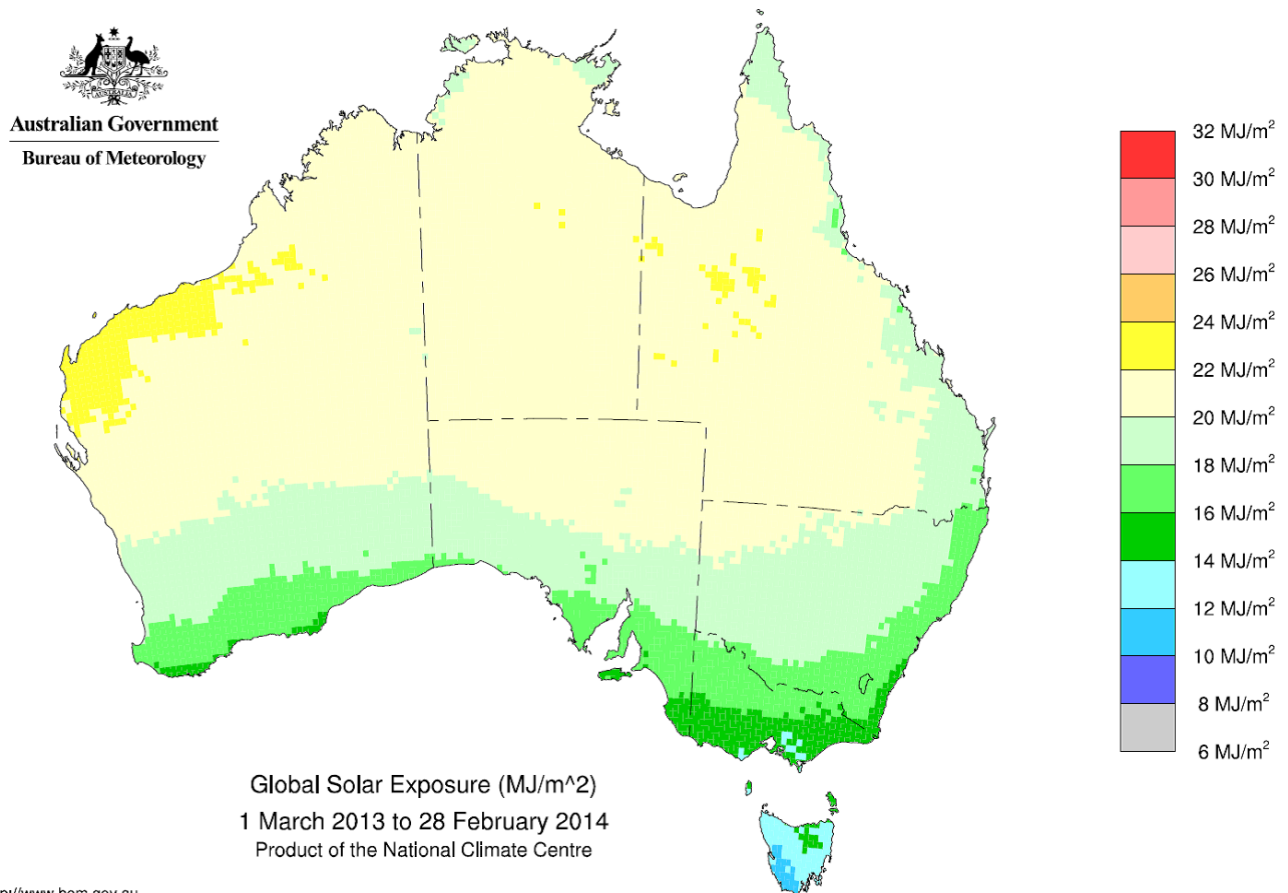 AUSTRALIA
Australian Government
Bureau of Meteorology
32 MJ/m²
30 MJ/m²
28 MJ/m²
26 MJ/m²
24 MJ/m²
22 MJ/m²
20 MJ/m²
18 MJ/m²
16 MJ/m²
14 MJ/m²
12 MJ/m²
10 MJ/m²
8 MJ/m²
6 MJ/m²
Global Solar Exposure (MJ/m^2)
1 March 2013 to 28 February 2014
Product of the National Climate Centre